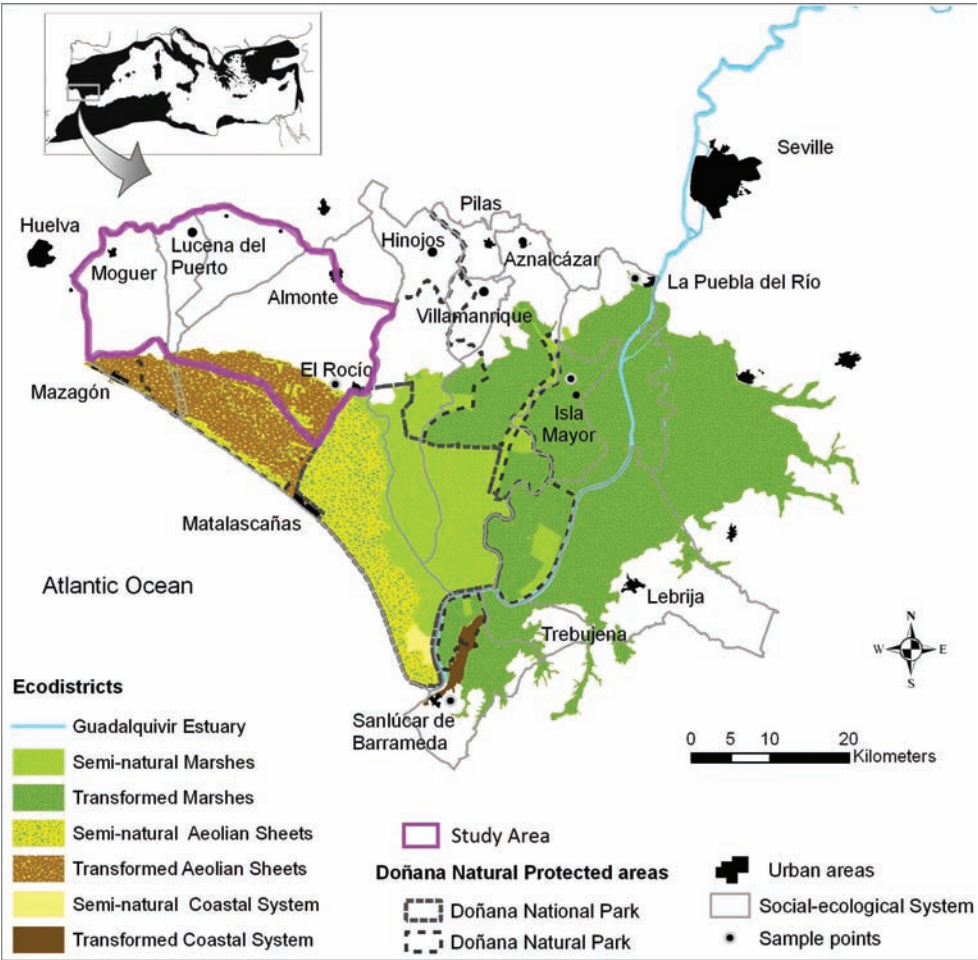 Seville
Pilas
Huelva
Hinojos
Lucena del
Puerto
Aznalcázar
Moguer
La Puebla del Río
Almonte
Villamanrique
El Rocío
Mazagón
Isla
Mayor
Matalascañas
Atlantic Ocean
Lebrija
Trebujena
N
W E
S
Sanlúcar de
Barrameda
Ecodistricts
Guadalquivir Estuary
Semi-natural Marshes
Transformed Marshes
Semi-natural Aeolian Sheets
Transformed Aeolian Sheets
Semi-natural Coastal System
Transformed Coastal System
Study Area
Doñana Natural Protected areas
Doñana National Park
Doñana Natural Park
0 5 10 20
Kilometers
Urban areas
Social-ecological System
Sample points